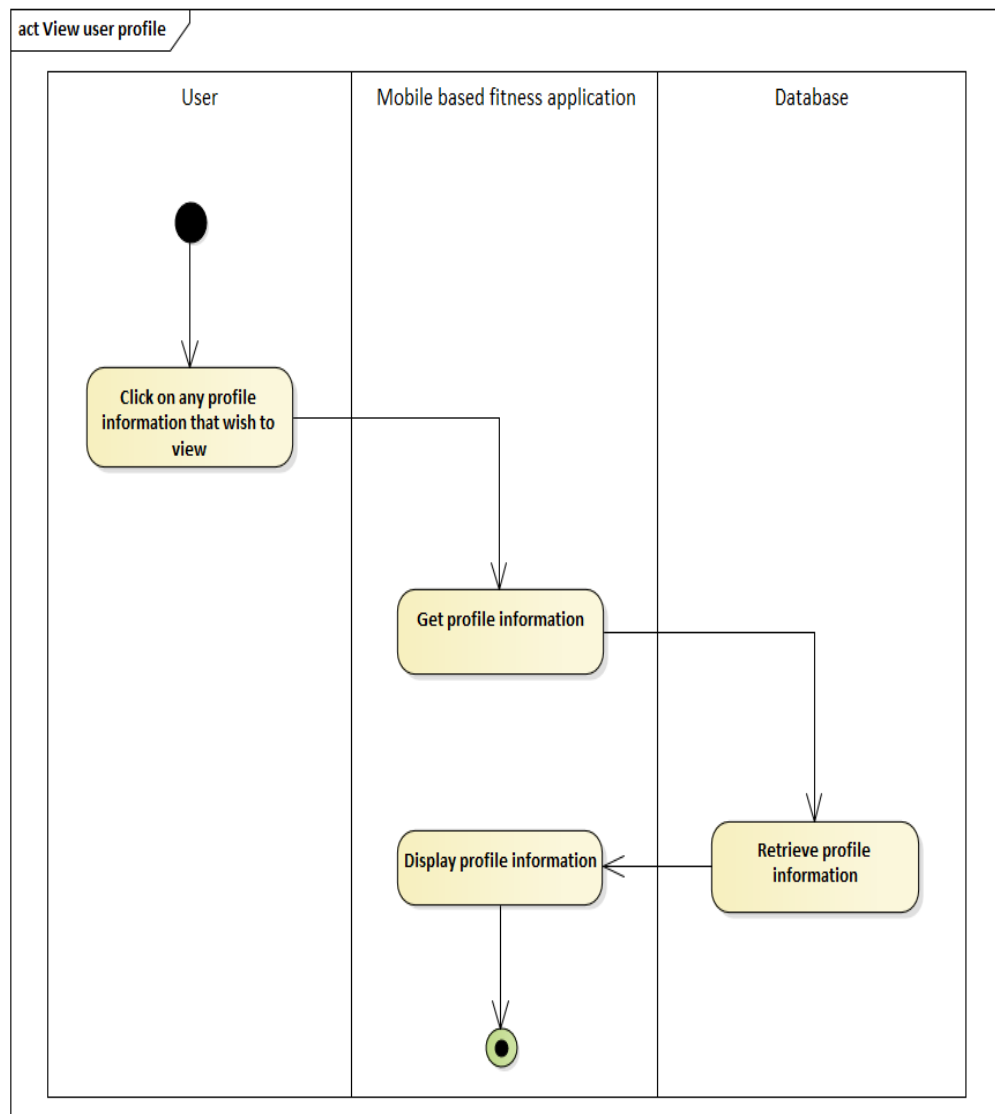 act View user profile
User
Mobile based fitness application
Database
Click on any profile
information that wish to
view
Get profile information
Display profile information
Retrieve profile
information